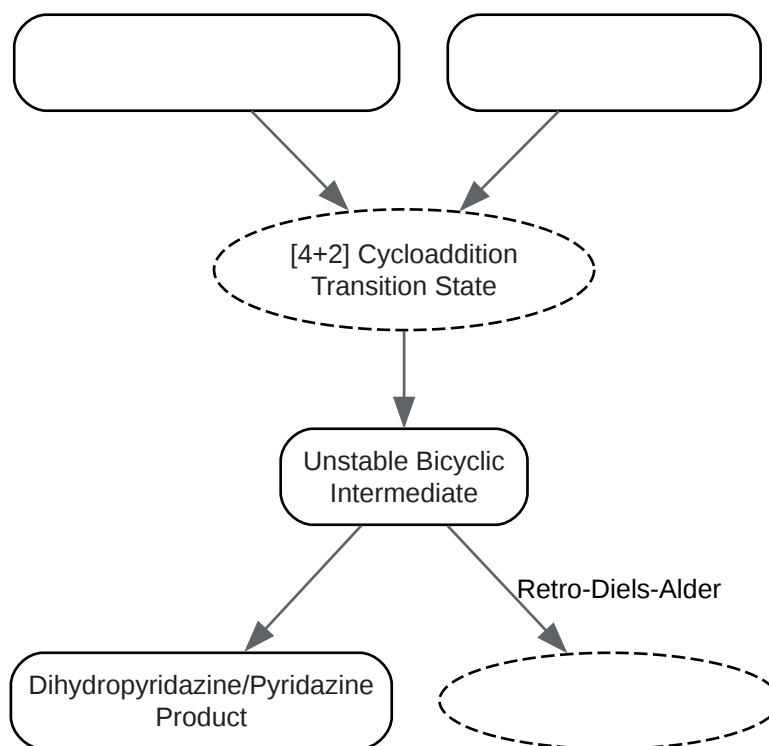 [4+2] Cycloaddition
Transition State
Unstable Bicyclic
Intermediate
Retro-Diels-Alder
Dihydropyridazine/Pyridazine
Product